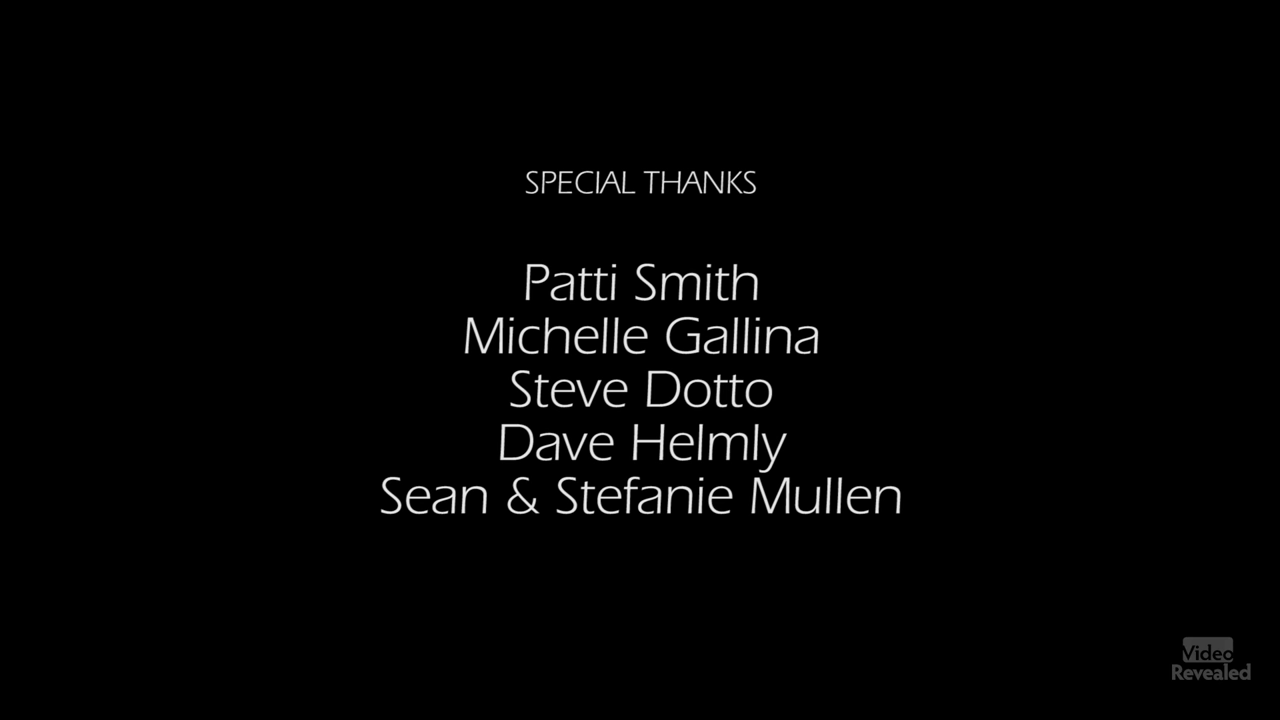 SPECIAL THANKS
Patti Smith
Michelle Gallina
Steve Dotto
Dave Helmly
Sean & Stefanie Mullen
Video
Revealed